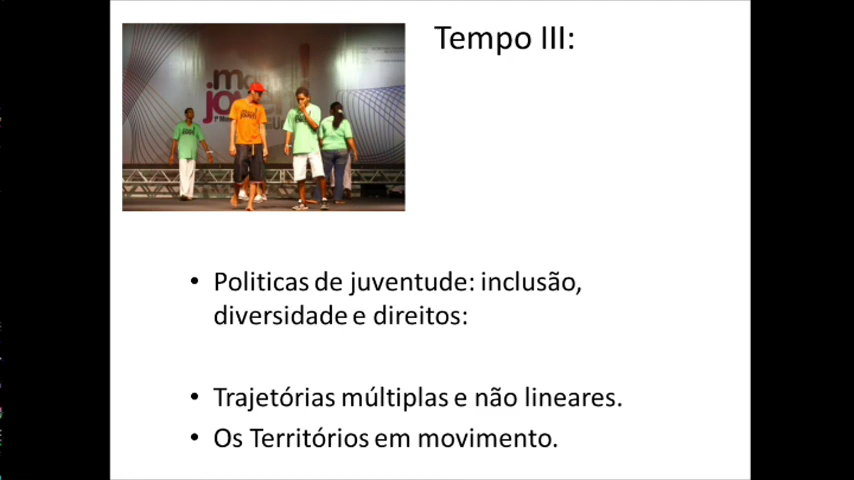 Tempo III:
• Politicas de juventude: inclusão,
diversidade e direitos:
• Trajetórias múltiplas e não lineares.
• Os Territórios em movimento.